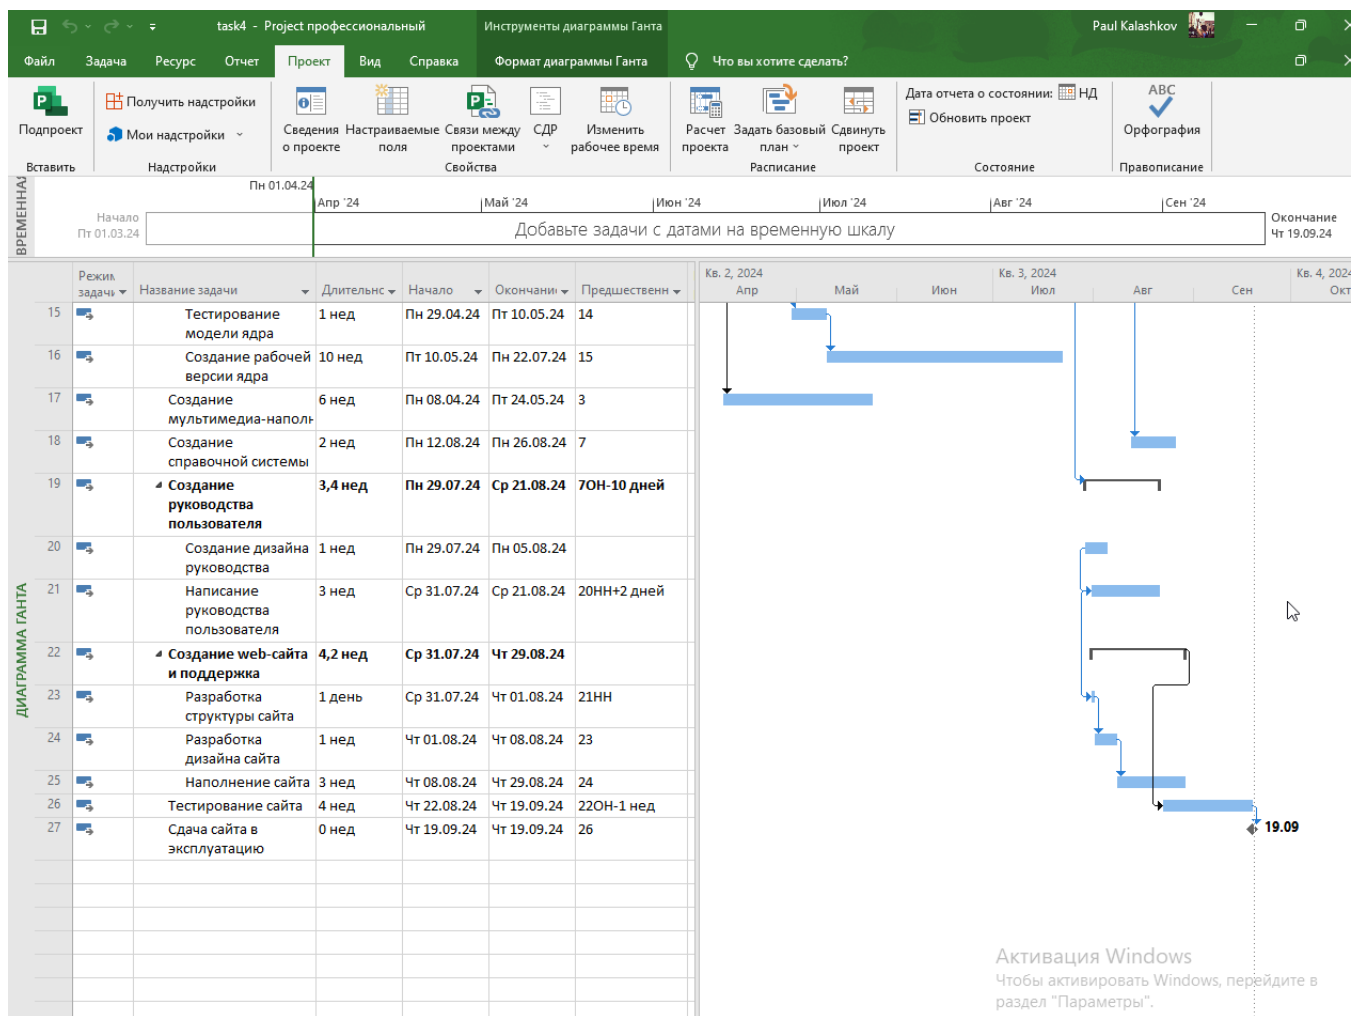 task4 - Project профессиональный
Инструменты диаграммы Ганта
Paul Kalashkov
Файл Задача Ресурс Отчет Проект Вид Справка Формат диаграммы Ганта Что вы хотите сделать?
Подпроект
Вставить
Получить надстройки
Мои надстройки
Надстройки
Сведения о проекте
Настраиваемые поля
Связи между проектами
СДР
Изменить рабочее время
Свойства
Расчет проекта
Задать базовый план
Сдвинуть проект
Расписание
Дата отчета о состоянии: НД
Обновить проект
Состояние
ABC
Орфография
Правописание
Пн 01.04.24
Апр '24 Май '24 Июн '24 Июл '24 Авг '24 Сен '24
Начало
Пт 01.03.24
Добавьте задачи с датами на временную шкалу
Окончание
Чт 19.09.24
ДИАГРАММА ГАНТА
Режим задачи Название задачи Длительнс Начало Окончани Предшественн
Кв. 2, 2024 Кв. 3, 2024 Кв. 4, 2024
Апр Май Июн Июл Авг Сен Окт
15 Тестирование модели ядра 1 нед Пн 29.04.24 Пт 10.05.24 14
16 Создание рабочей версии ядра 10 нед Пт 10.05.24 Пн 22.07.24 15
17 Создание мультимедиа-наполн 6 нед Пн 08.04.24 Пт 24.05.24 3
18 Создание справочной системы 2 нед Пн 12.08.24 Пн 26.08.24 7
19 Создание руководства пользователя 3,4 нед Пн 29.07.24 Ср 21.08.24 7ОН-10 дней
20 Создание дизайна руководства 1 нед Пн 29.07.24 Пн 05.08.24
21 Написание руководства пользователя 3 нед Ср 31.07.24 Ср 21.08.24 20НН+2 дней
22 Создание web-сайта и поддержка 4,2 нед Ср 31.07.24 Чт 29.08.24
23 Разработка структуры сайта 1 день Ср 31.07.24 Чт 01.08.24 21НН
24 Разработка дизайна сайта 1 нед Чт 01.08.24 Чт 08.08.24 23
25 Наполнение сайта 3 нед Чт 08.08.24 Чт 29.08.24 24
26 Тестирование сайта 4 нед Чт 22.08.24 Чт 19.09.24 22ОН-1 нед
27 Сдача сайта в эксплуатацию 0 нед Чт 19.09.24 Чт 19.09.24 26
19.09
Активация Windows
Чтобы активировать Windows, перейдите в
раздел "Параметры".